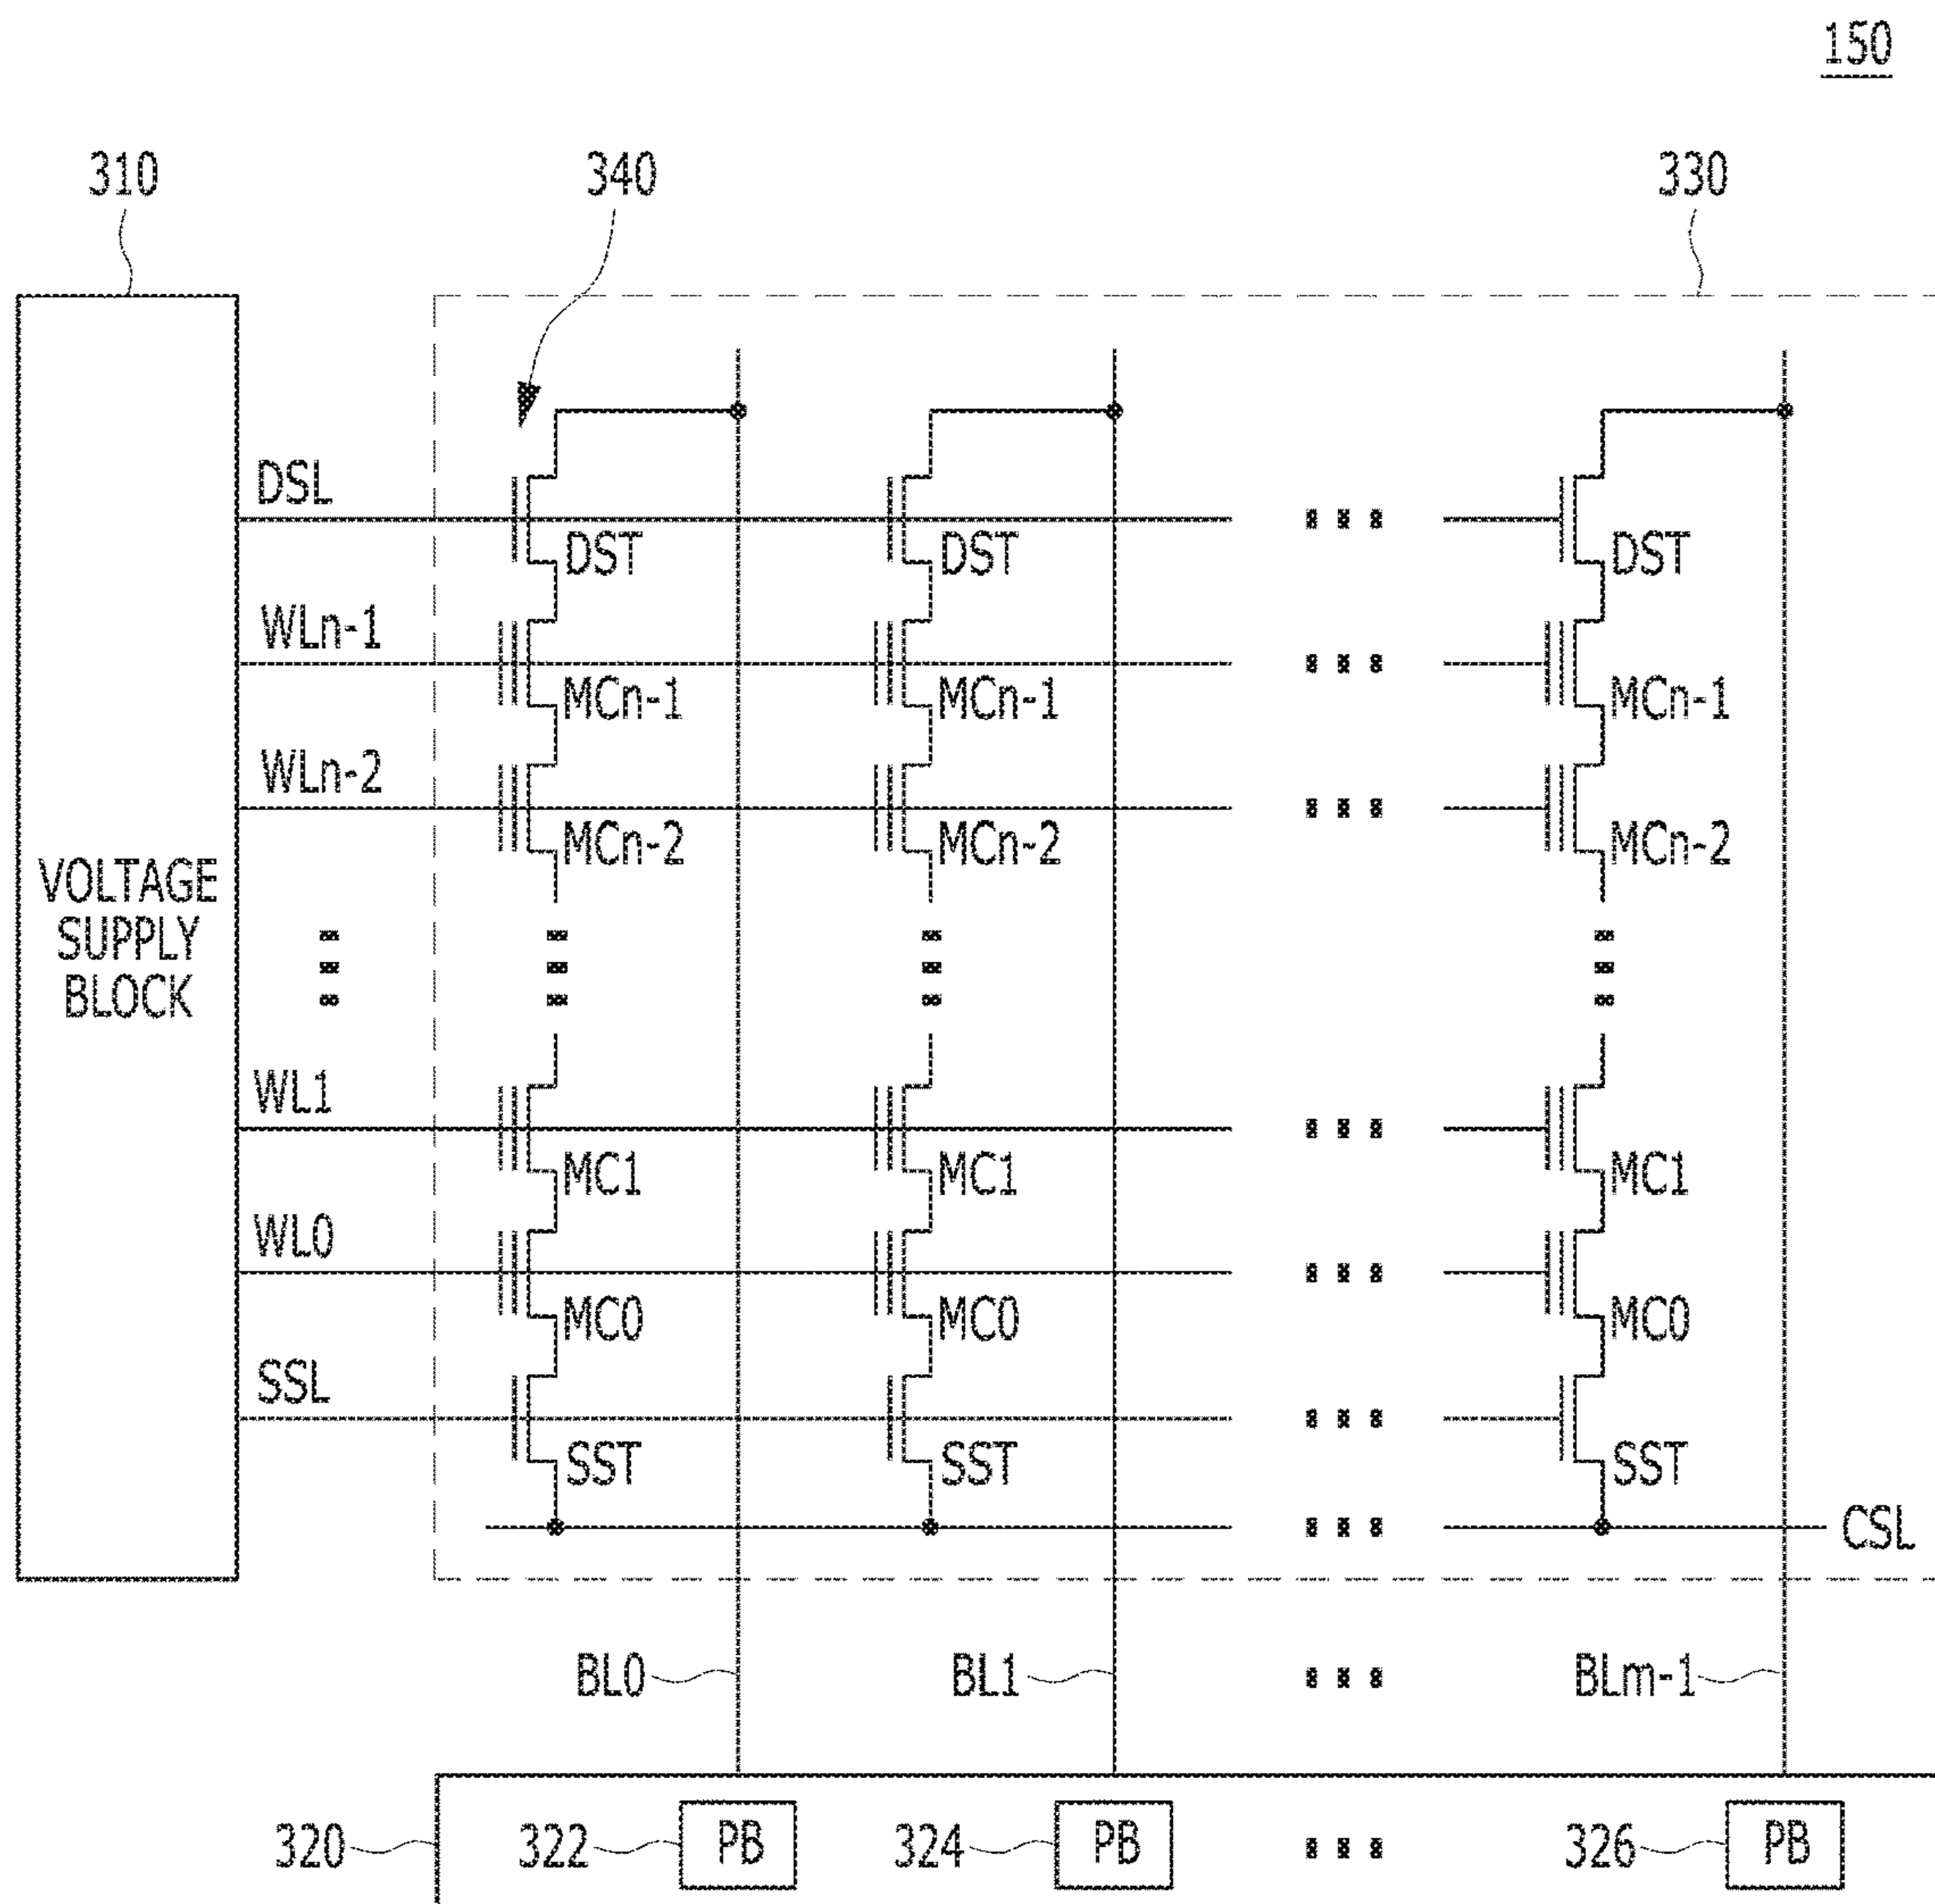 150
310 340 330
DSL
DST DST DST
WLn-1
MCn-1 MCn-1 MCn-1
WLn-2
MCn-2 MCn-2 MCn-2
VOLTAGE
SUPPLY
BLOCK
WL1
MC1 MC1 MC1
WL0
MC0 MC0 MC0
SSL
SST SST SST
CSL
BL0 BL1 BLm-1
320 322 PB 324 PB 326 PB